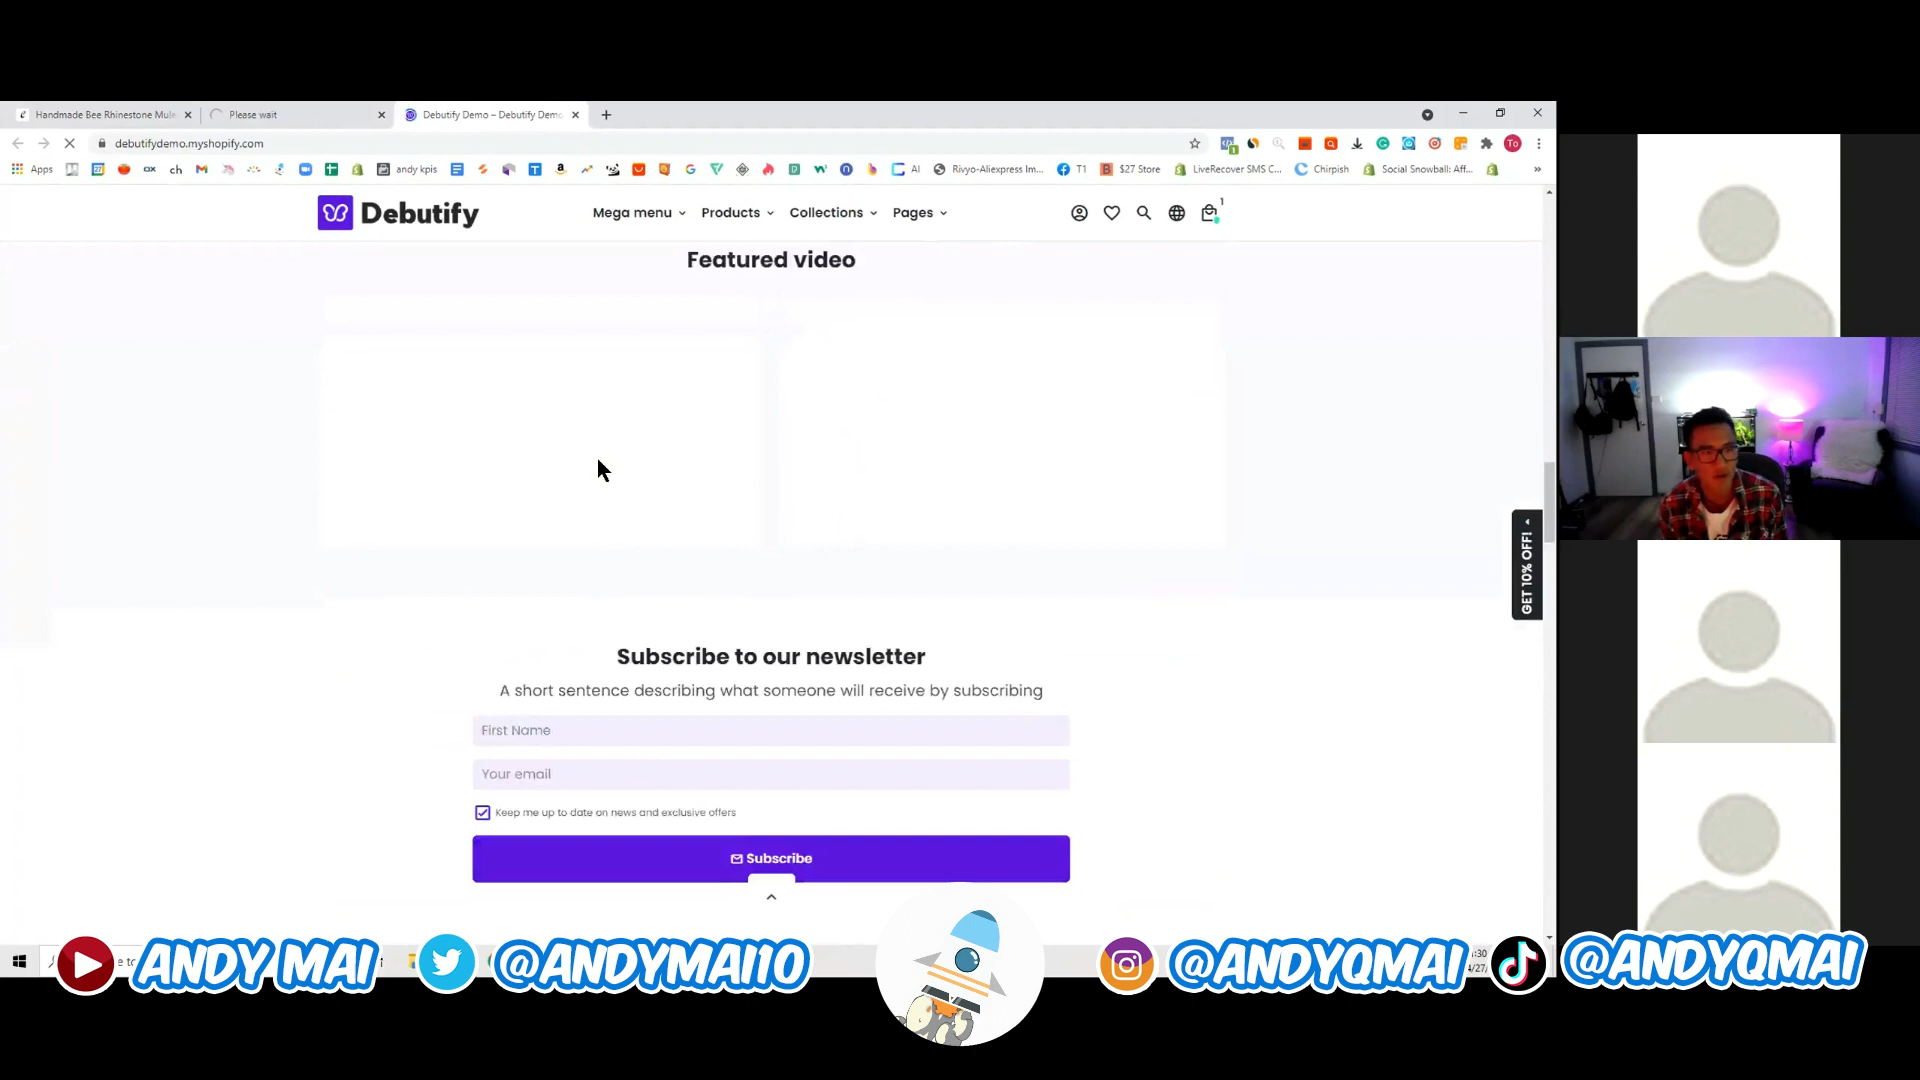 Handmade Bee Rhinestone Mule
Please wait
Debutify Demo – Debutify Demo
debutifydemo.myshopify.com
To
Apps
ax
ch
andy kpis
AI
Rivyo-Aliexpress Im...
T1
$27 Store
LiveRecover SMS C...
Chirpish
Social Snowball: Aff...
Debutify
Mega menu
Products
Collections
Pages
1
Featured video
GET 10% OFF!
Subscribe to our newsletter
A short sentence describing what someone will receive by subscribing
First Name
Your email
Keep me up to date on news and exclusive offers
Subscribe
ANDY MAI
@ANDYMAI10
@ANDYQMAI
@ANDYQMAI